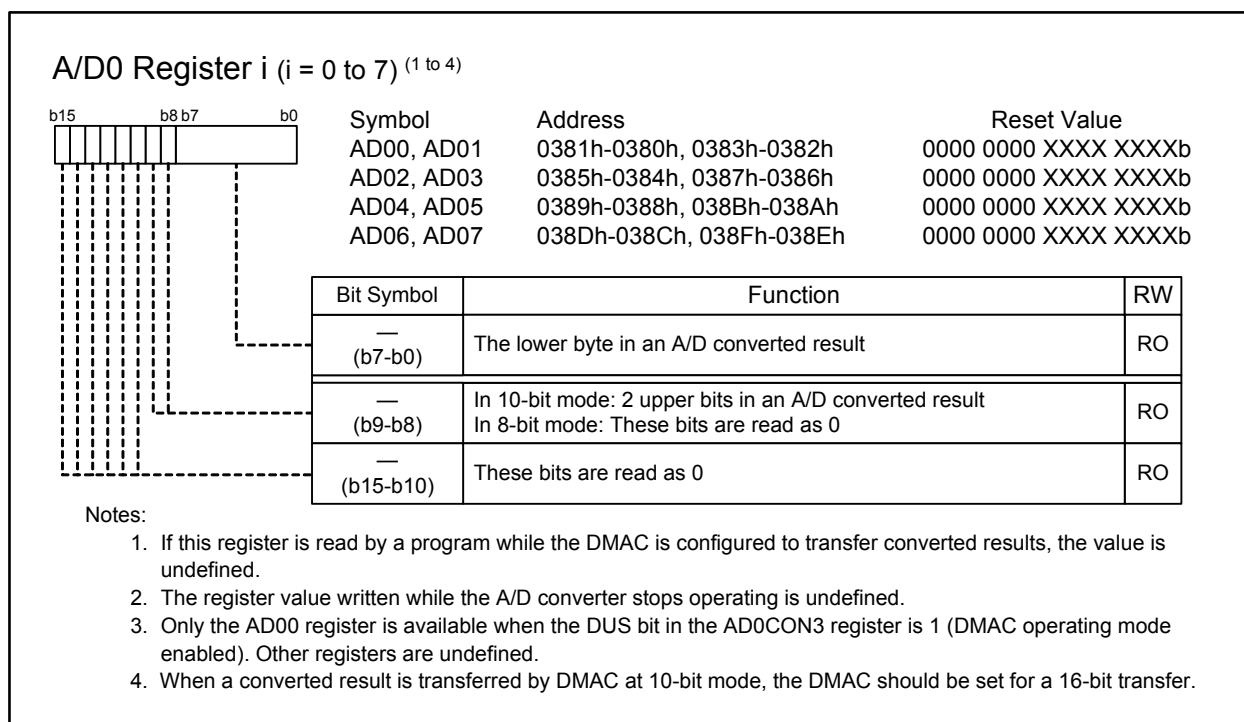 A/D0 Register i (i = 0 to 7) (1 to 4)
b15 b8 b7 b0
Symbol Address Reset Value
AD00, AD01 0381h-0380h, 0383h-0382h 0000 0000 XXXX XXXXb
AD02, AD03 0385h-0384h, 0387h-0386h 0000 0000 XXXX XXXXb
AD04, AD05 0389h-0388h, 038Bh-038Ah 0000 0000 XXXX XXXXb
AD06, AD07 038Dh-038Ch, 038Fh-038Eh 0000 0000 XXXX XXXXb
Bit Symbol Function RW
—
(b7-b0) The lower byte in an A/D converted result RO
— In 10-bit mode: 2 upper bits in an A/D converted result
(b9-b8) In 8-bit mode: These bits are read as 0 RO
—
(b15-b10) These bits are read as 0 RO
Notes:
1. If this register is read by a program while the DMAC is configured to transfer converted results, the value is
undefined.
2. The register value written while the A/D converter stops operating is undefined.
3. Only the AD00 register is available when the DUS bit in the AD0CON3 register is 1 (DMAC operating mode
enabled). Other registers are undefined.
4. When a converted result is transferred by DMAC at 10-bit mode, the DMAC should be set for a 16-bit transfer.